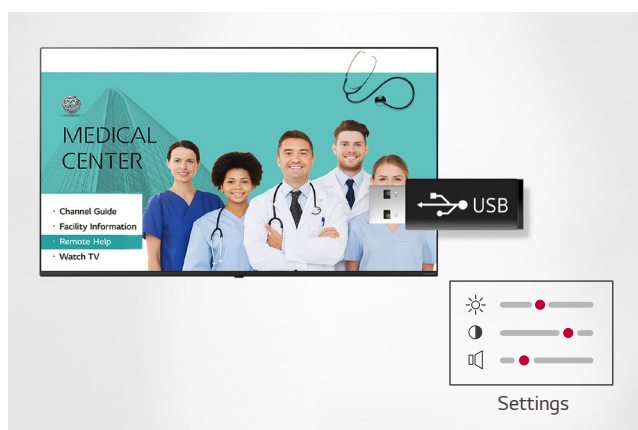 MEDICAL
CENTER
· Channel Guide
· Facility Information
· Remote Help
· Watch TV
USB
Settings